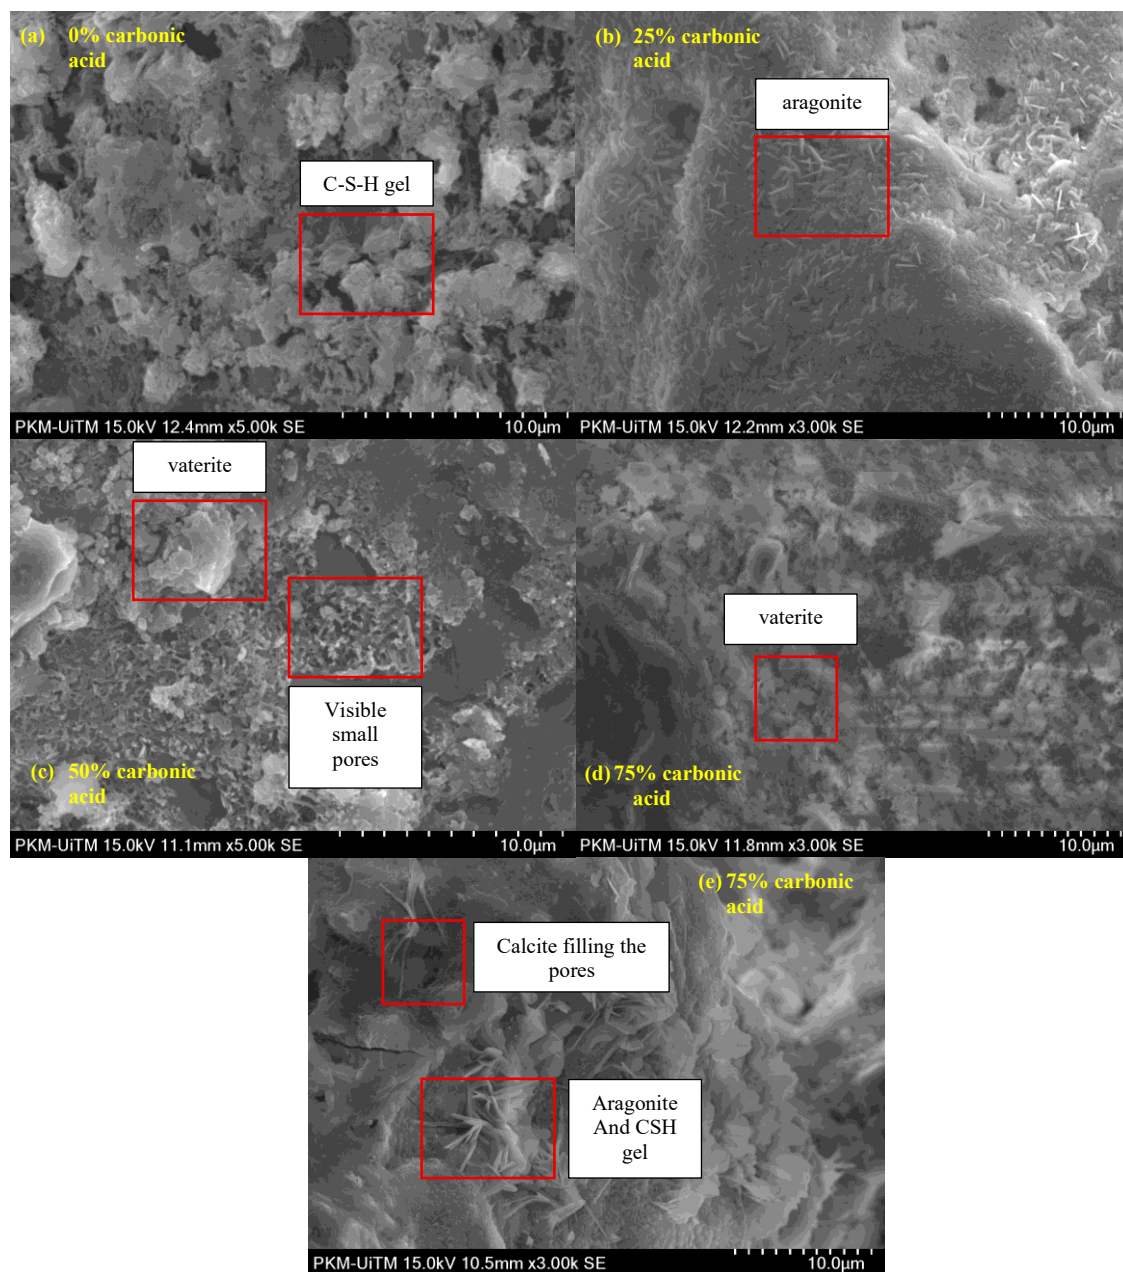 (a) 0% carbonic
acid
C-S-H gel
PKM-UiTM 15.0kV 12.4mm x5.00k SE 10.0µm
(b) 25% carbonic
acid
aragonite
PKM-UiTM 15.0kV 12.2mm x3.00k SE 10.0µm
vaterite
Visible
small
pores
(c) 50% carbonic
acid
PKM-UiTM 15.0kV 11.1mm x5.00k SE 10.0µm
vaterite
(d) 75% carbonic
acid
PKM-UiTM 15.0kV 11.8mm x3.00k SE 10.0µm
(e) 75% carbonic
acid
Calcite filling the
pores
Aragonite
And CSH
gel
PKM-UiTM 15.0kV 10.5mm x3.00k SE 10.0µm